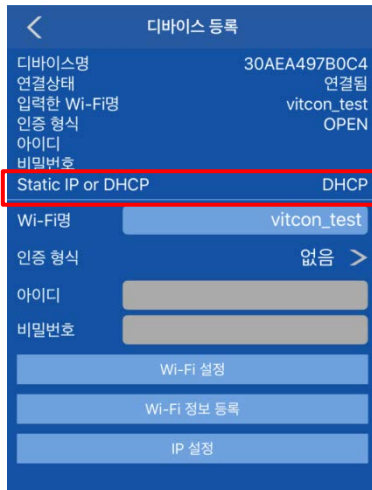 디바이스 등록
디바이스명 30AEA497B0C4
연결상태 연결됨
입력한 Wi-Fi명 vitcon_test
인증 형식 OPEN
아이디
비밀번호
Static IP or DHCP DHCP
Wi-Fi명 vitcon_test
인증 형식 없음 >
아이디
비밀번호
Wi-Fi 설정
Wi-Fi 정보 등록
IP 설정